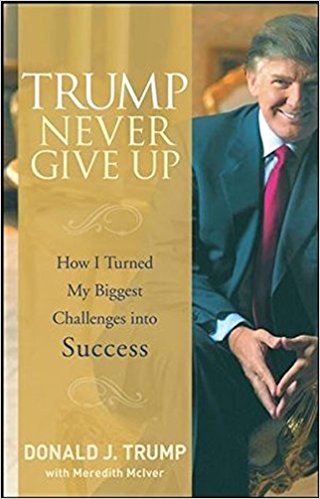 TRUMP
NEVER
GIVE UP
How I Turned
My Biggest
Challenges into
Success
DONALD J. TRUMP
with Meredith McIver